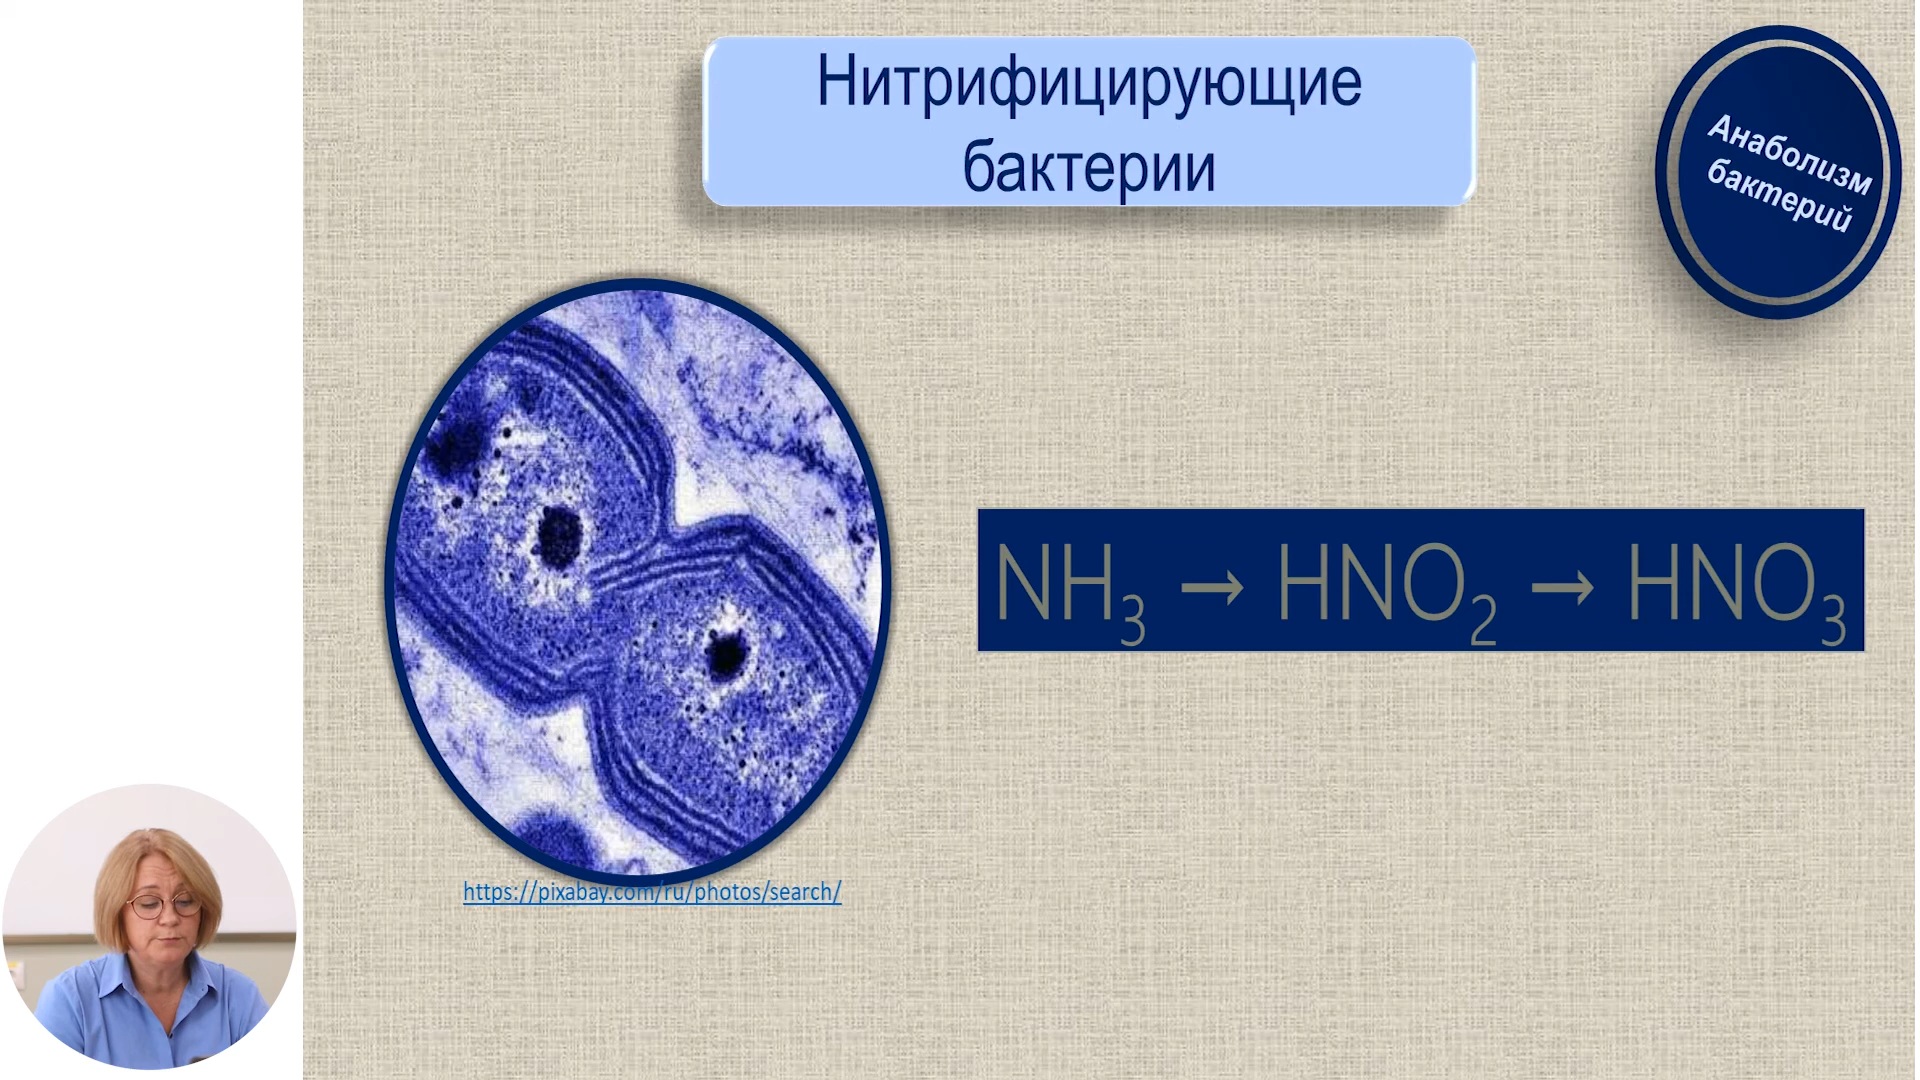 Нитрифицирующие
бактерии
Анаболизм
бактерий
NH₃ → HNO₂ → HNO₃
https://pixabay.com/ru/photos/search/